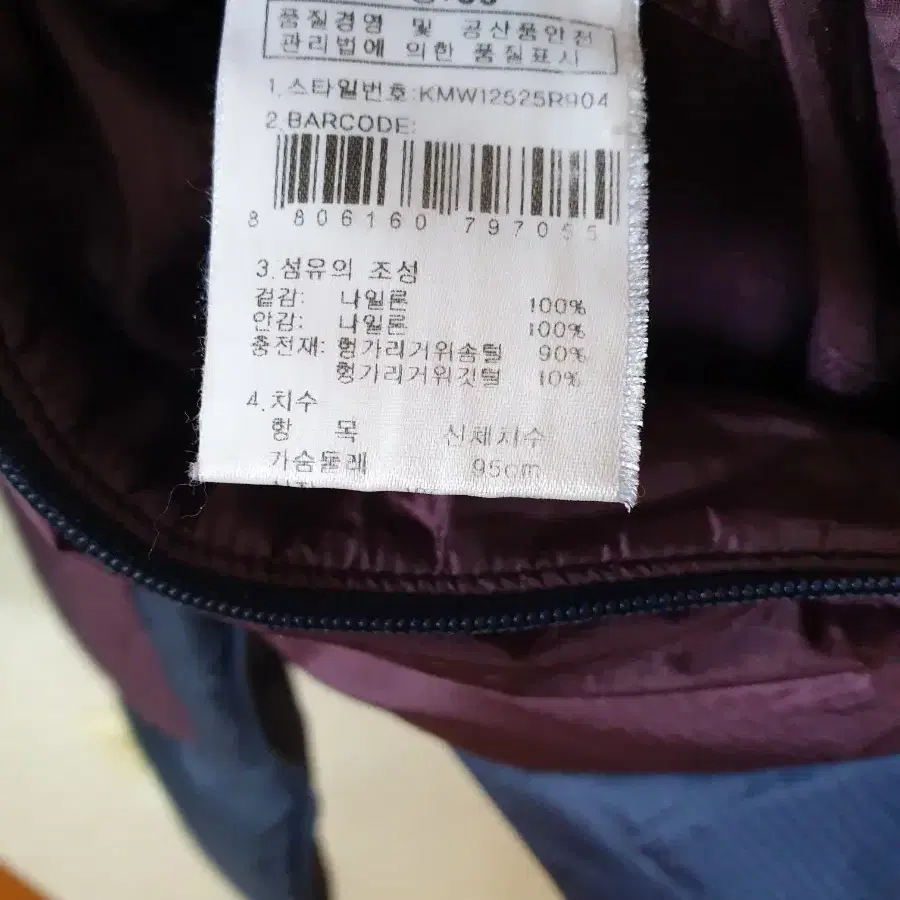 품질경영 및 공산품안전
관리법에 의한 품질표시
1.스타일번호:KMW12525R904
2.BARCODE:
8 806160 797055
3.섬유의 조성
겉감: 나일론 100%
안감: 나일론 100%
충전재: 헝가리거위솜털 90%
헝가리거위깃털 10%
4.치수
항 목 신체치수
가슴둘레 95cm